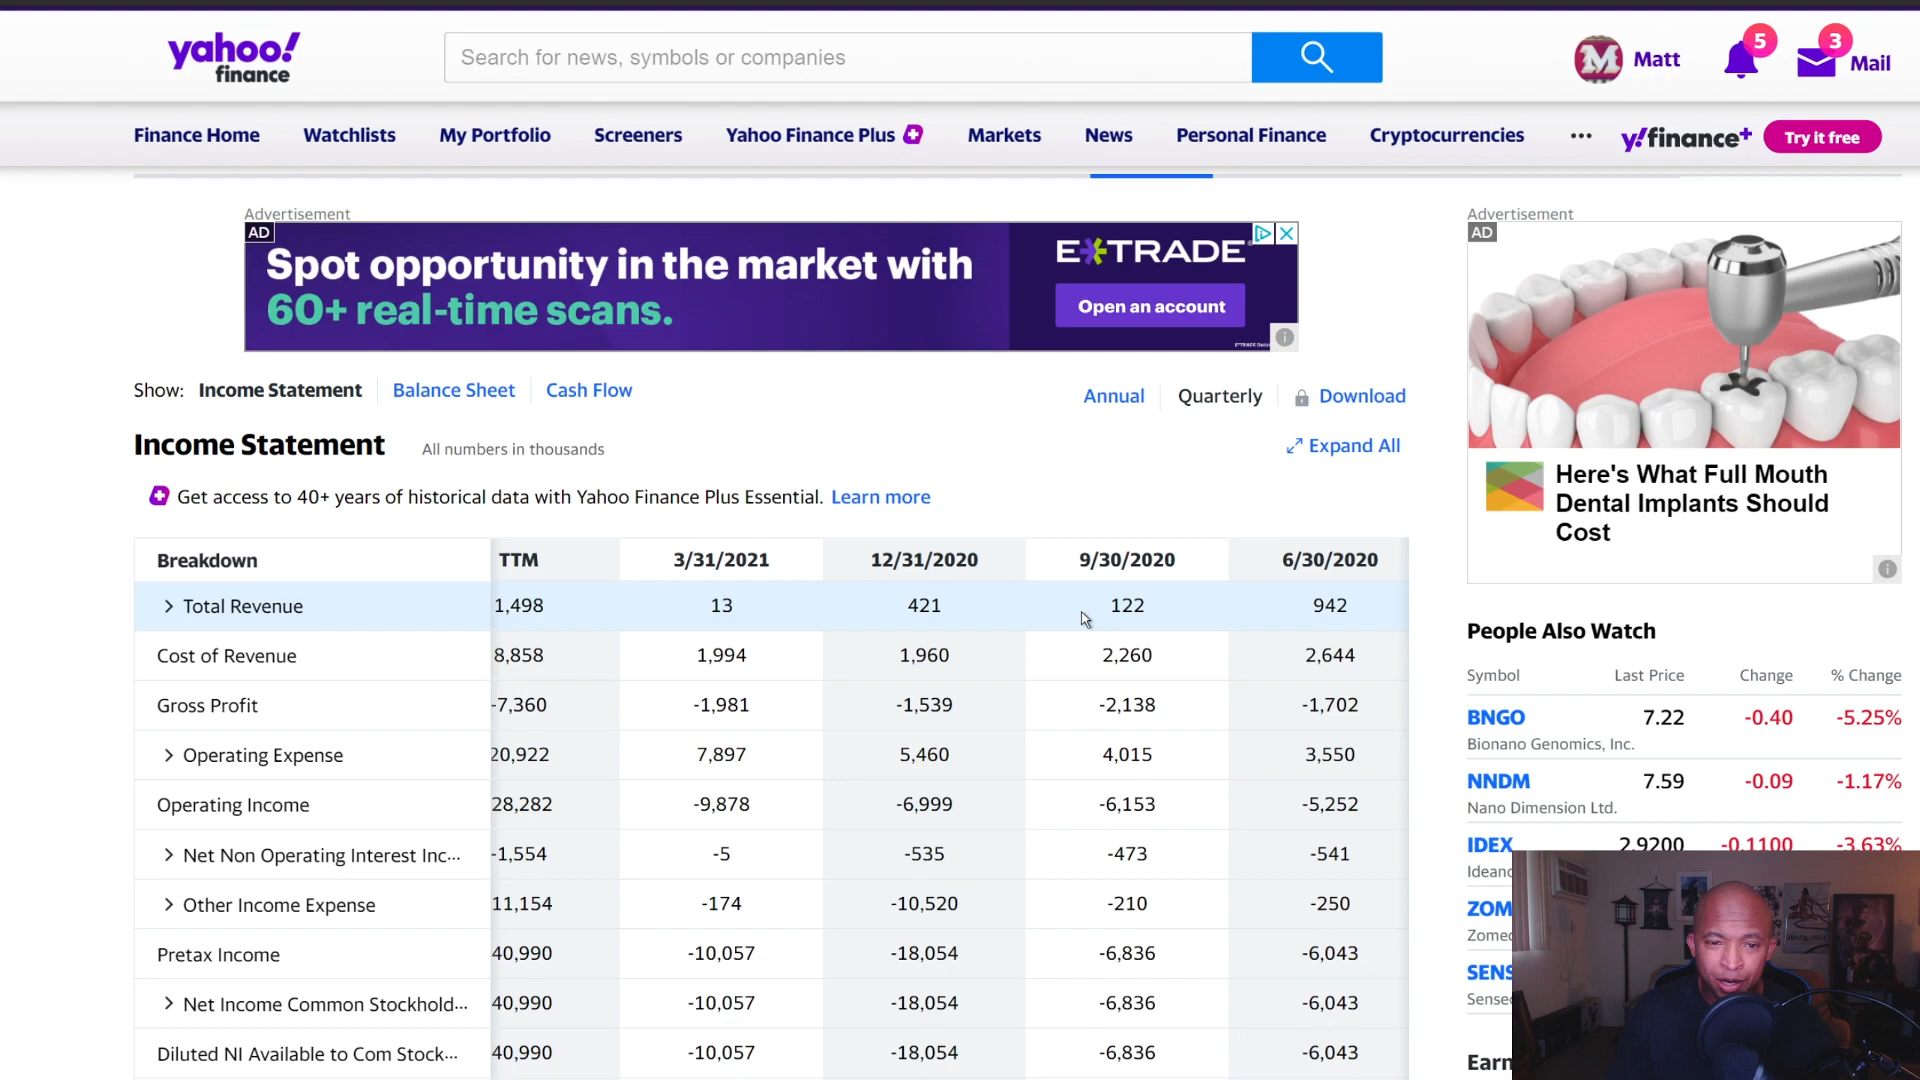 yahoo!
finance
Search for news, symbols or companies
Matt
5
3
Mail
Finance Home
Watchlists
My Portfolio
Screeners
Yahoo Finance Plus
Markets
News
Personal Finance
Cryptocurrencies
...
y!finance+
Try it free
Advertisement
AD
Spot opportunity in the market with
60+ real-time scans.
E*TRADE
Open an account
Advertisement
AD
Here's What Full Mouth
Dental Implants Should
Cost
Show: Income Statement Balance Sheet Cash Flow
Annual Quarterly Download
Income Statement All numbers in thousands
Expand All
Get access to 40+ years of historical data with Yahoo Finance Plus Essential. Learn more
Breakdown TTM 3/31/2021 12/31/2020 9/30/2020 6/30/2020
Total Revenue 1,498 13 421 122 942
Cost of Revenue 8,858 1,994 1,960 2,260 2,644
Gross Profit -7,360 -1,981 -1,539 -2,138 -1,702
Operating Expense 20,922 7,897 5,460 4,015 3,550
Operating Income 28,282 -9,878 -6,999 -6,153 -5,252
Net Non Operating Interest Inc... -1,554 -5 -535 -473 -541
Other Income Expense 11,154 -174 -10,520 -210 -250
Pretax Income 40,990 -10,057 -18,054 -6,836 -6,043
Net Income Common Stockhold... 40,990 -10,057 -18,054 -6,836 -6,043
Diluted NI Available to Com Stock... 40,990 -10,057 -18,054 -6,836 -6,043
People Also Watch
Symbol Last Price Change % Change
BNGO 7.22 -0.40 -5.25%
Bionano Genomics, Inc.
NNDM 7.59 -0.09 -1.17%
Nano Dimension Ltd.
IDEX 2.9200 -0.1100 -3.63%
Ideano
ZOM
Zomed
SENS
Sense
Earn